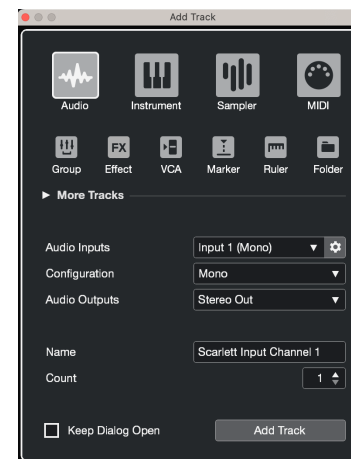 Add Track
Audio Instrument Sampler MIDI
FX
Group Effect VCA Marker Ruler Folder
More Tracks
Audio Inputs Input 1 (Mono)
Configuration Mono
Audio Outputs Stereo Out
Name Scarlett Input Channel 1
Count 1
Keep Dialog Open Add Track